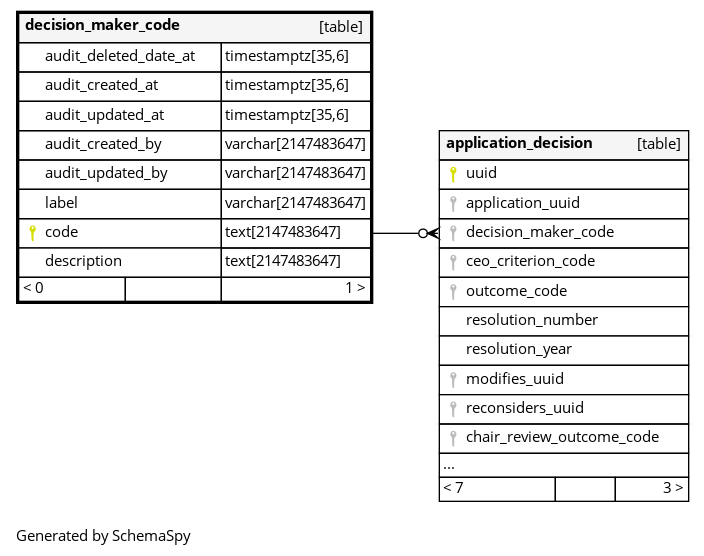 decision_maker_code [table]
audit_deleted_date_at timestamptz[35,6]
audit_created_at timestamptz[35,6]
audit_updated_at timestamptz[35,6]
audit_created_by varchar[2147483647]
audit_updated_by varchar[2147483647]
label varchar[2147483647]
code text[2147483647]
description text[2147483647]
< 0 1 >
application_decision [table]
uuid
application_uuid
decision_maker_code
ceo_criterion_code
outcome_code
resolution_number
resolution_year
modifies_uuid
reconsiders_uuid
chair_review_outcome_code
...
< 7 3 >
Generated by SchemaSpy